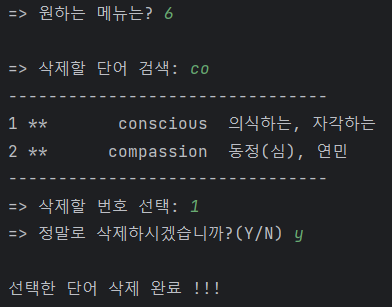 => 원하는 메뉴는? 6
=> 삭제할 단어 검색: co
--------------------------------
1 **       conscious  의식하는, 자각하는
2 **      compassion  동정(심), 연민
--------------------------------
=> 삭제할 번호 선택: 1
=> 정말로 삭제하시겠습니까?(Y/N) y
선택한 단어 삭제 완료 !!!